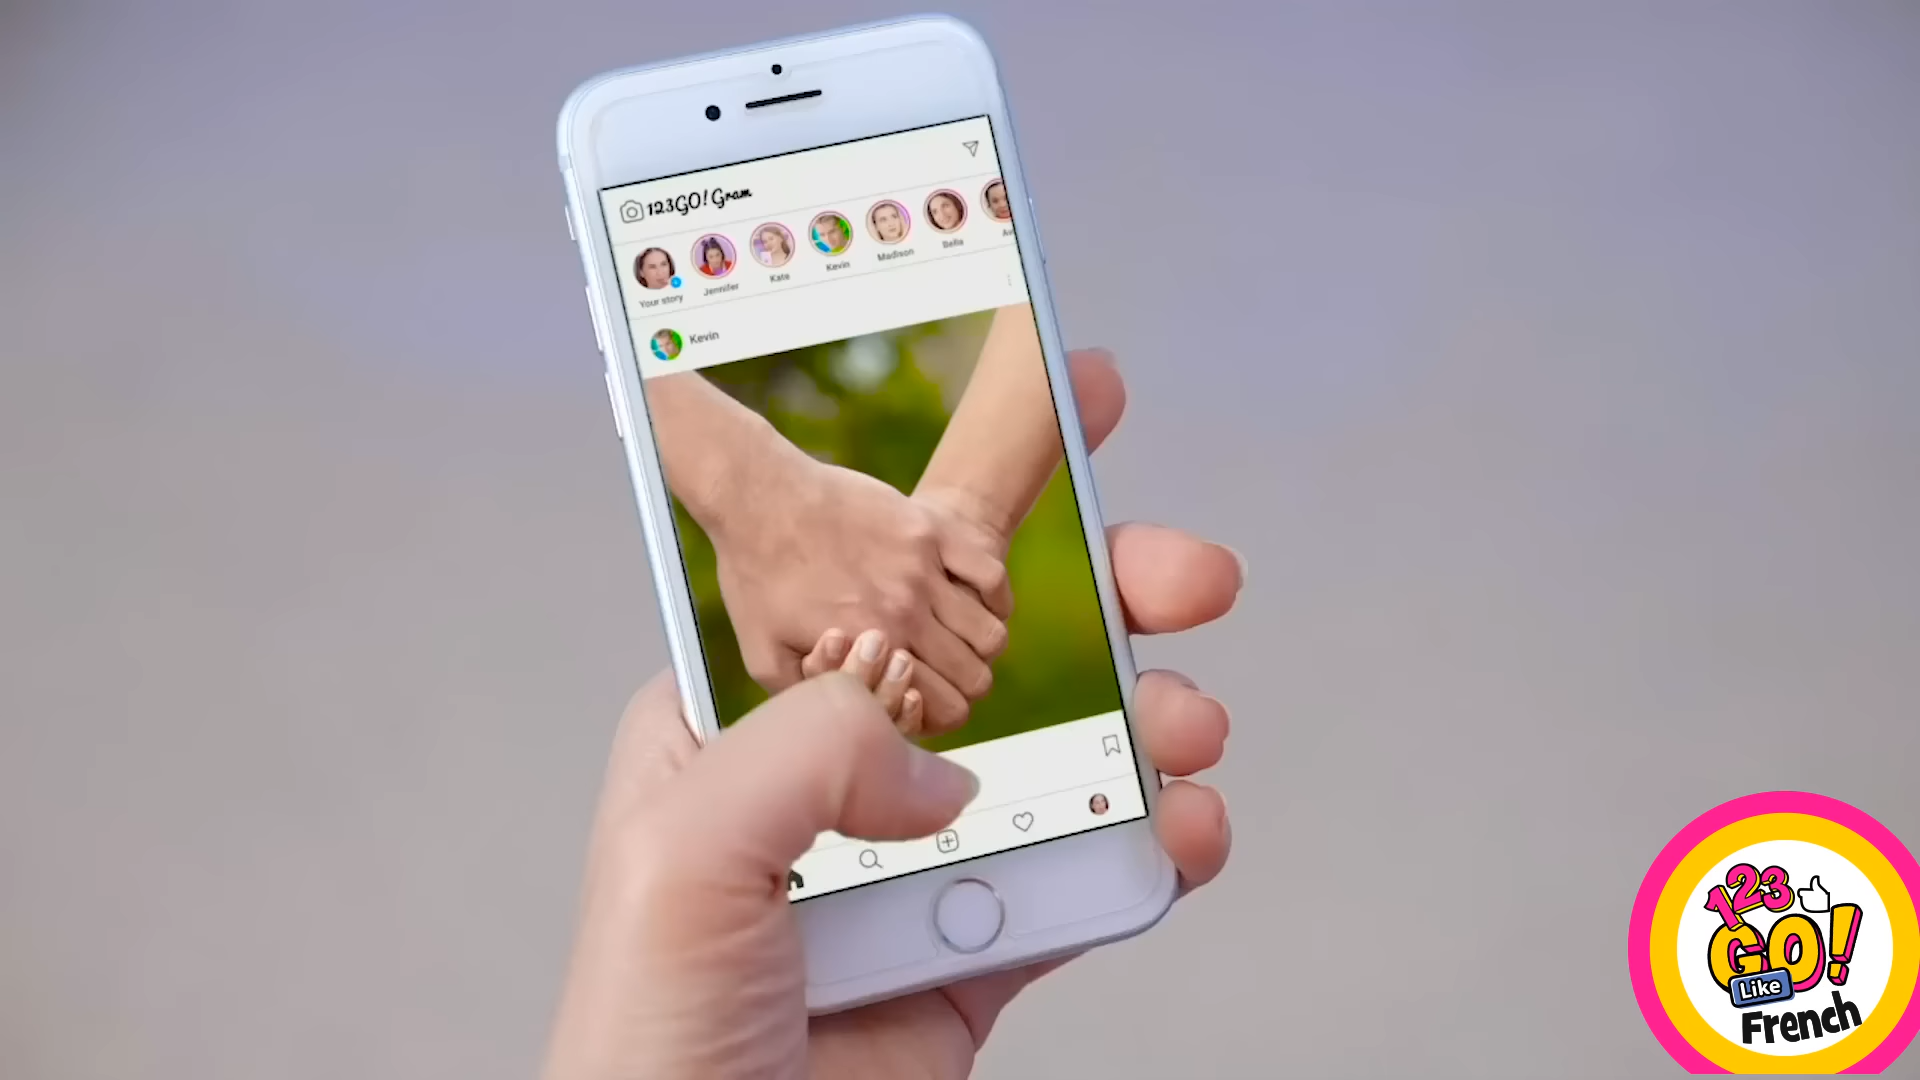 123GO! Gram
Your story
Jennifer
Kate
Kevin
Madison
Bella
Kevin
123
GO!
Like
French